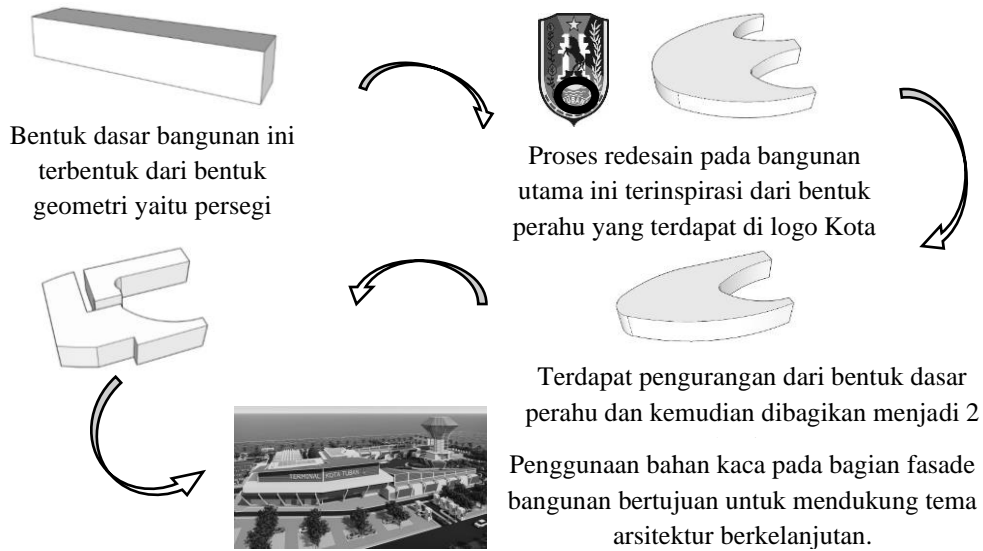 Bentuk dasar bangunan ini
terbentuk dari bentuk
geometri yaitu persegi
Proses redesain pada bangunan
utama ini terinspirasi dari bentuk
perahu yang terdapat di logo Kota
Terdapat pengurangan dari bentuk dasar
perahu dan kemudian dibagikan menjadi 2
TERMINAL KOTA TUBAN
Penggunaan bahan kaca pada bagian fasade
bangunan bertujuan untuk mendukung tema
arsitektur berkelanjutan.